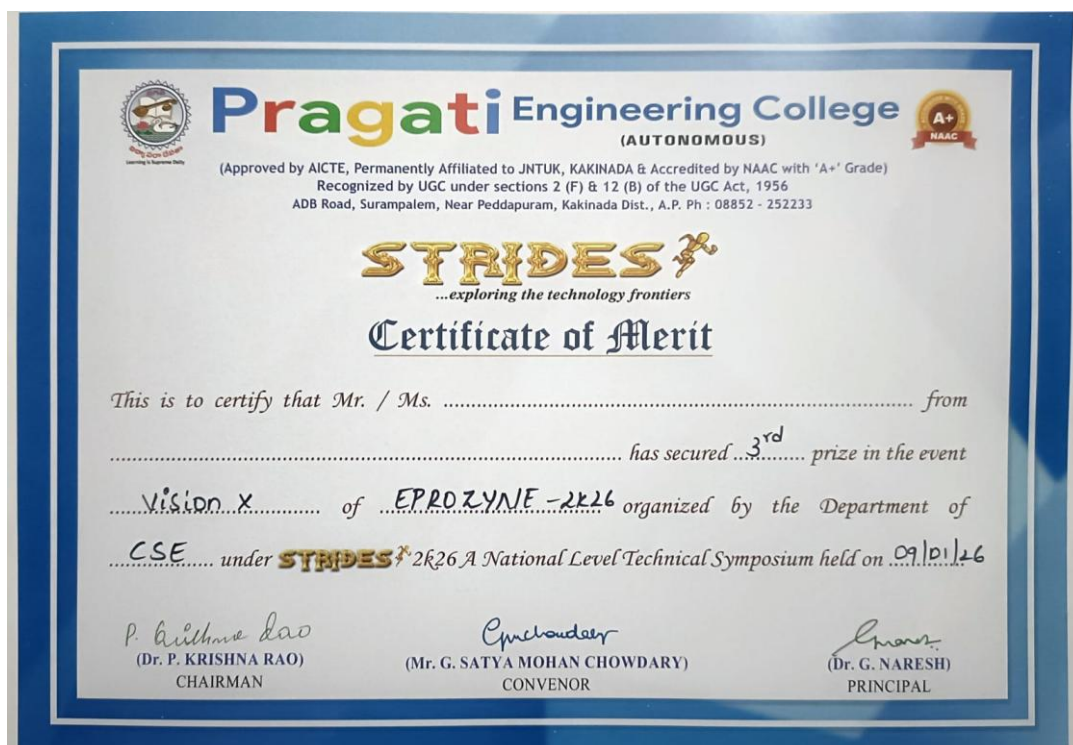 Pragati Engineering College
(AUTONOMOUS)
A+
NAAC
Learning is Supreme Deity
(Approved by AICTE, Permanently Affiliated to JNTUK, KAKINADA & Accredited by NAAC with 'A+' Grade)
Recognized by UGC under sections 2 (F) & 12 (B) of the UGC Act, 1956
ADB Road, Surampalem, Near Peddapuram, Kakinada Dist., A.P. Ph : 08852 - 252233
STRIDES
...exploring the technology frontiers
Certificate of Merit
This is to certify that Mr. / Ms. .......... from
.......... has secured ..3rd.. prize in the event
Vision X of EPROZYNE -2K26 organized by the Department of
CSE under STRIDES 2k26 A National Level Technical Symposium held on 09/01/26
P. Krishna Rao
(Dr. P. KRISHNA RAO) (Mr. G. SATYA MOHAN CHOWDARY) (Dr. G. NARESH)
CHAIRMAN CONVENOR PRINCIPAL